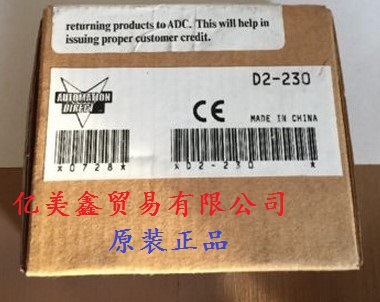 returning products to ADC. This will help in
issuing proper customer credit.
D2-230
AUTOMATION
DIRECT
CE
MADE IN CHINA
*0728*
*D2-230*
亿美鑫贸易有限公司
原装正品